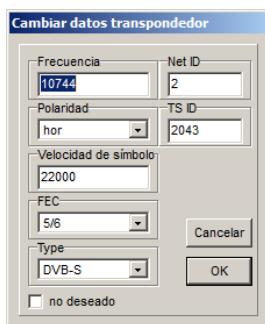 Cambiar datos transpondedor
Frecuencia
10744
Net ID
2
Polaridad
hor
TS ID
2043
Velocidad de símbolo
22000
FEC
5/6
Cancelar
Type
DVB-S
OK
no deseado